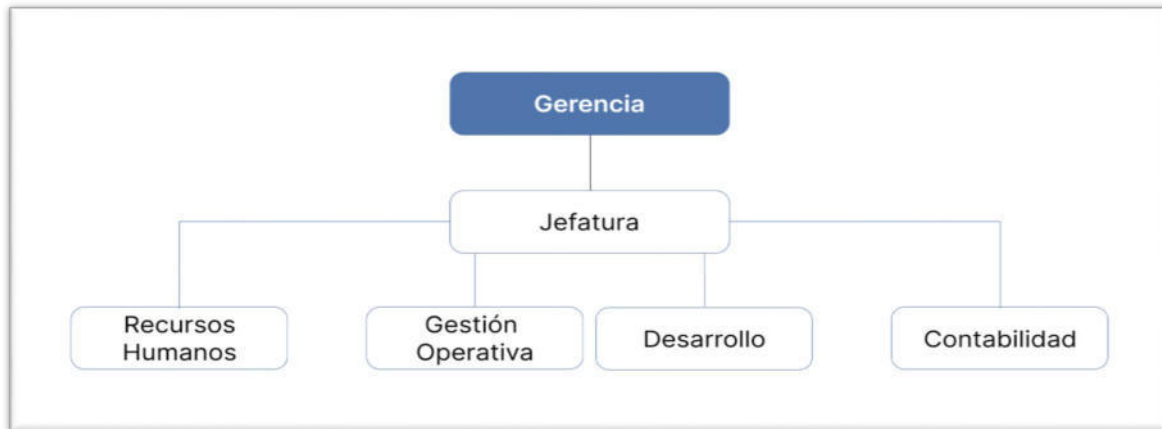 Gerencia
Jefatura
Recursos
Humanos
Gestión
Operativa
Desarrollo
Contabilidad